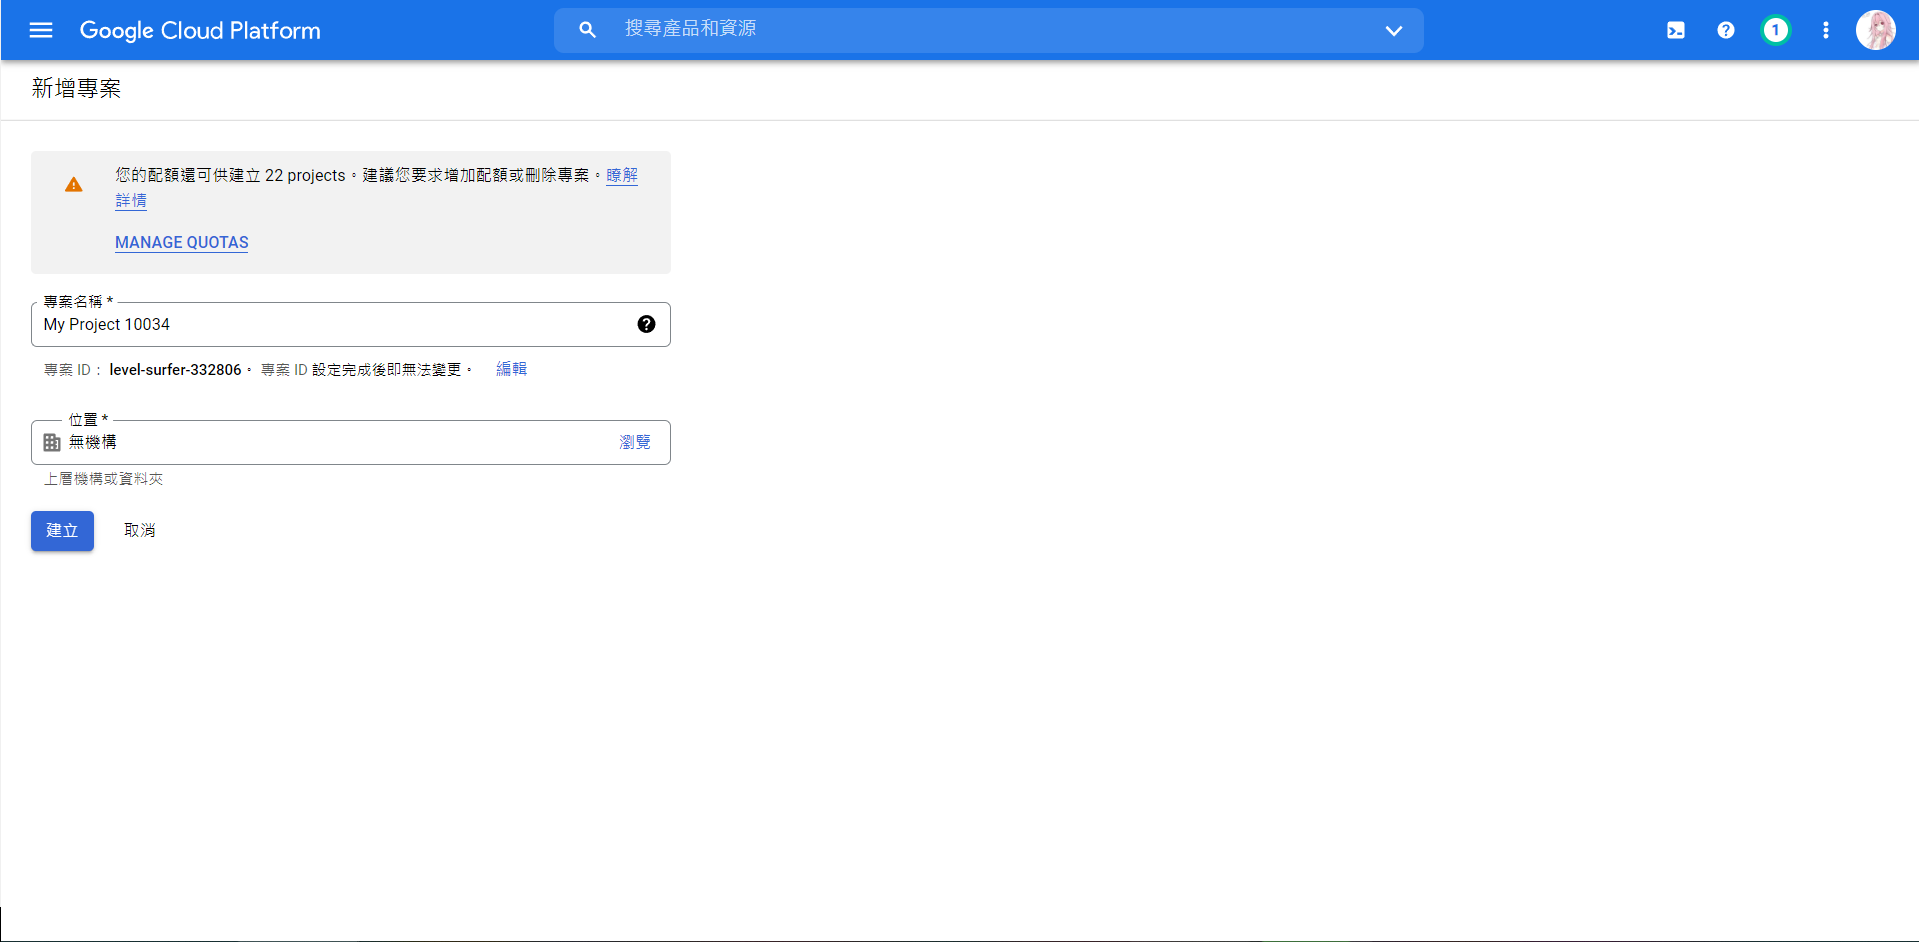 Google Cloud Platform
搜尋產品和資源
1
新增專案
您的配額還可供建立 22 projects。建議您要求增加配額或刪除專案。瞭解
詳情
MANAGE QUOTAS
專案名稱 *
My Project 10034
專案 ID： level-surfer-332806。 專案 ID 設定完成後即無法變更。 編輯
位置 *
無機構 瀏覽
上層機構或資料夾
建立 取消